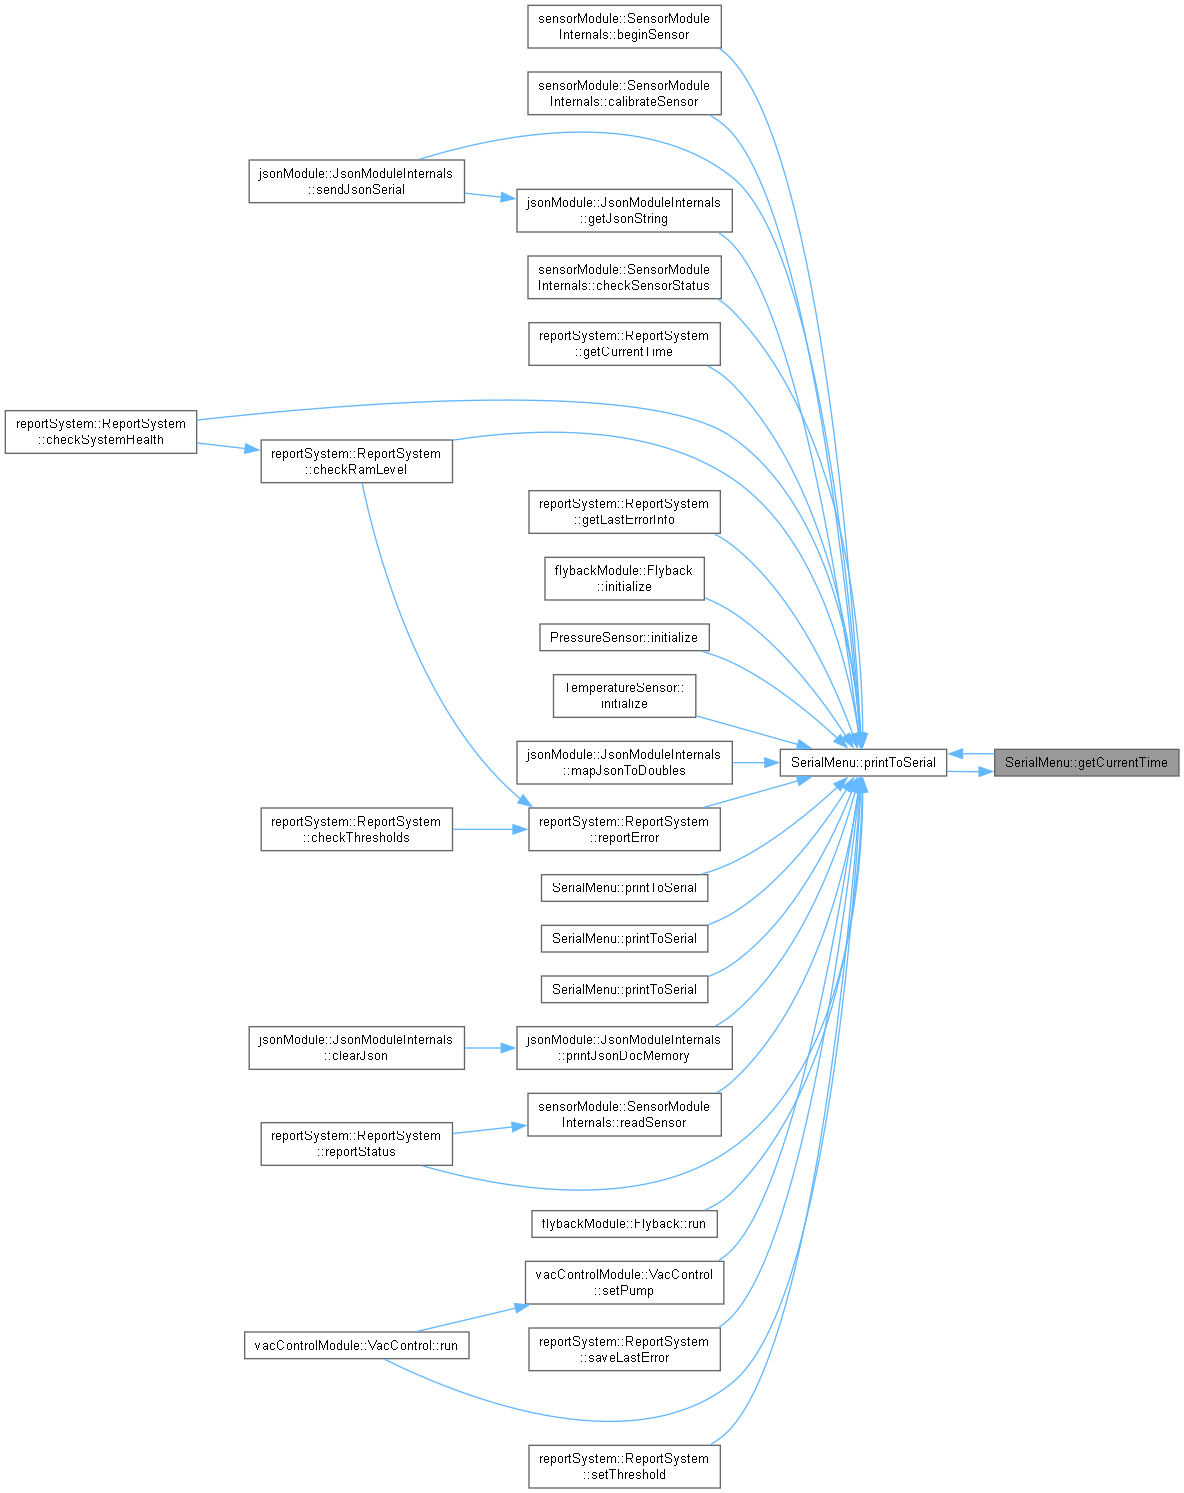 sensorModule::SensorModule
Internals::beginSensor
sensorModule::SensorModule
Internals::calibrateSensor
jsonModule::JsonModuleInternals
::sendJsonSerial
jsonModule::JsonModuleInternals
::getJsonString
sensorModule::SensorModule
Internals::checkSensorStatus
reportSystem::ReportSystem
::getCurrentTime
reportSystem::ReportSystem
::checkSystemHealth
reportSystem::ReportSystem
::checkRamLevel
reportSystem::ReportSystem
::getLastErrorInfo
flybackModule::Flyback
::initialize
PressureSensor::initialize
TemperatureSensor::
initialize
jsonModule::JsonModuleInternals
::mapJsonToDoubles
SerialMenu::printToSerial
SerialMenu::getCurrentTime
reportSystem::ReportSystem
::checkThresholds
reportSystem::ReportSystem
::reportError
SerialMenu::printToSerial
SerialMenu::printToSerial
SerialMenu::printToSerial
jsonModule::JsonModuleInternals
::clearJson
jsonModule::JsonModuleInternals
::printJsonDocMemory
sensorModule::SensorModule
Internals::readSensor
reportSystem::ReportSystem
::reportStatus
flybackModule::Flyback::run
vacControlModule::VacControl
::setPump
vacControlModule::VacControl::run
reportSystem::ReportSystem
::saveLastError
reportSystem::ReportSystem
::setThreshold